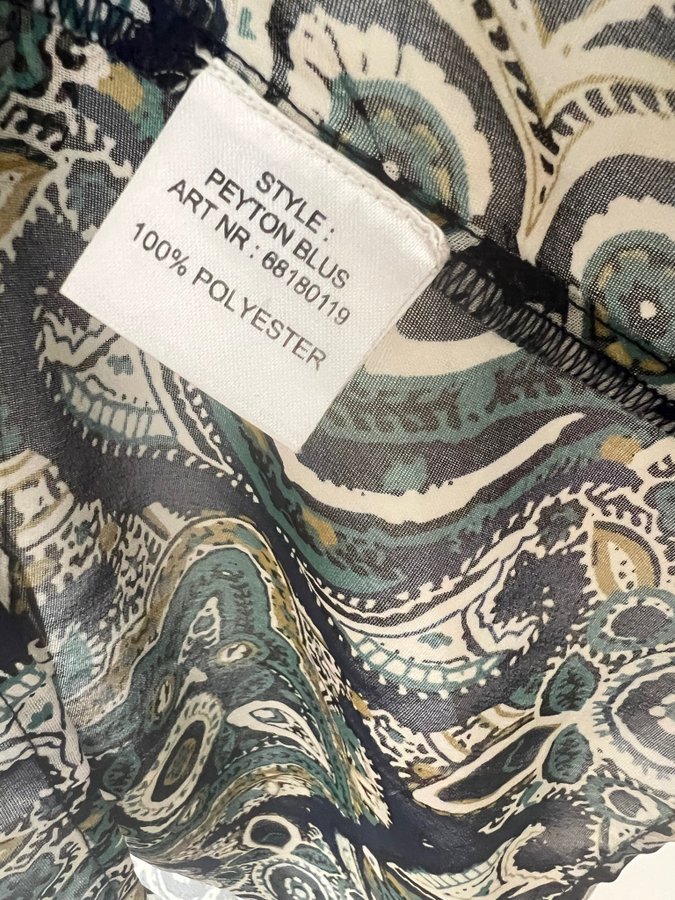 STYLE :
PEYTON BLUS
ART NR : 68180119
100% POLYESTER